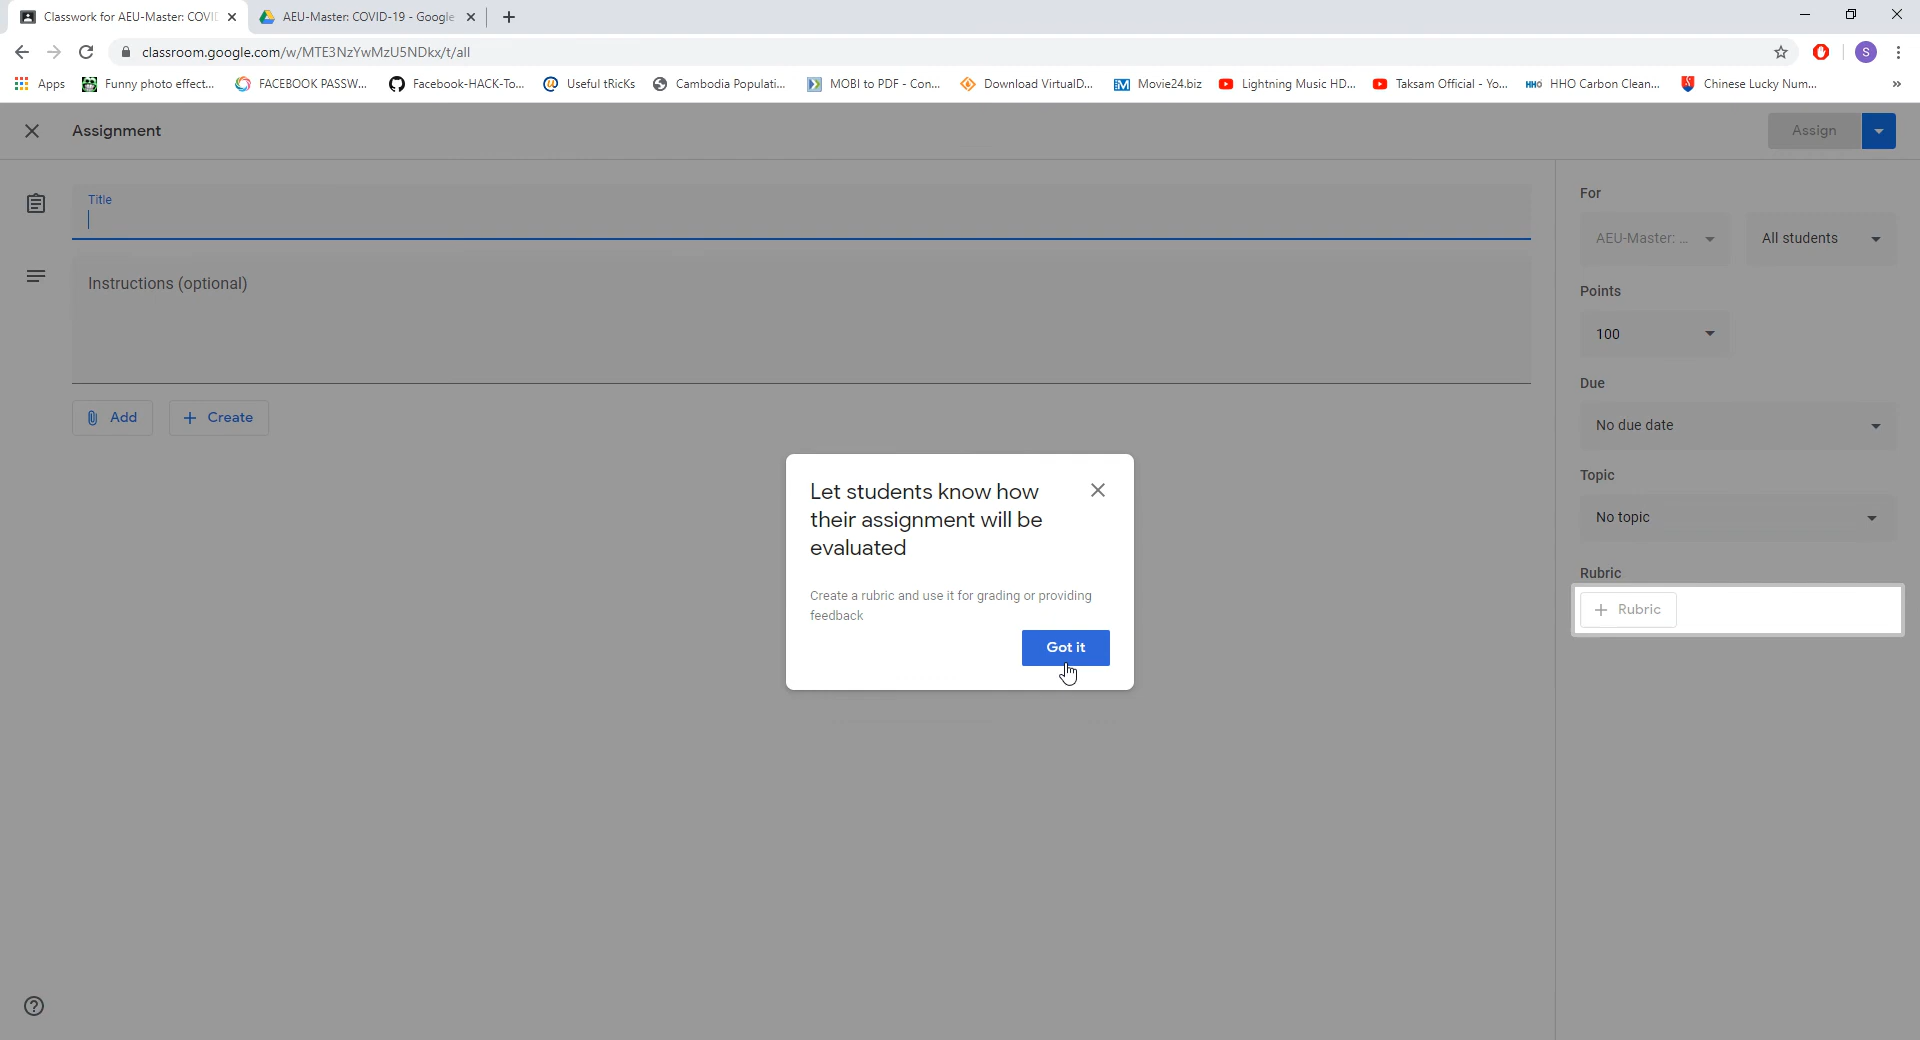 Classwork for AEU-Master: COVI
AEU-Master: COVID-19 - Google
classroom.google.com/w/MTE3NzYwMzU5NDkx/t/all
S
Apps
Funny photo effect...
FACEBOOK PASSW...
Facebook-HACK-To...
Useful tRicKs
Cambodia Populati...
MOBI to PDF - Con...
Download VirtualD...
Movie24.biz
Lightning Music HD...
Taksam Official - Yo...
HHO Carbon Clean...
Chinese Lucky Num...
Assignment
Assign
Title
Instructions (optional)
Add
Create
For
AEU-Master: ...
All students
Points
100
Due
No due date
Topic
No topic
Rubric
Rubric
Let students know how
their assignment will be
evaluated
Create a rubric and use it for grading or providing
feedback
Got it